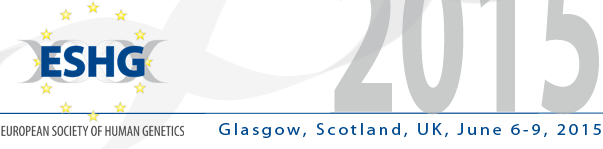 2015
ESHG
EUROPEAN SOCIETY OF HUMAN GENETICS
Glasgow, Scotland, UK, June 6-9, 2015